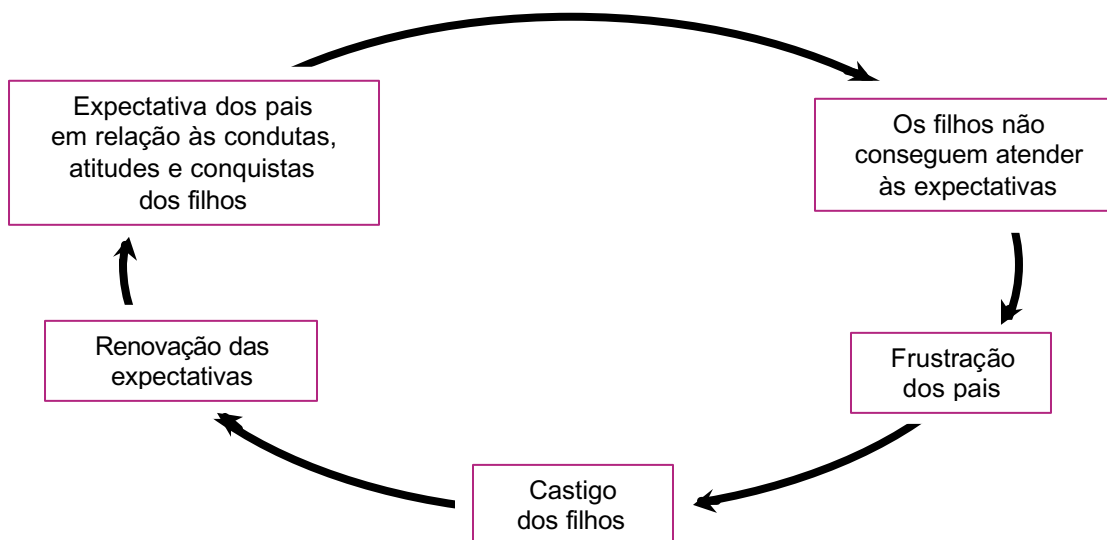 Expectativa dos pais
em relação às condutas,
atitudes e conquistas
dos filhos
Os filhos não
conseguem atender
às expectativas
Frustração
dos pais
Castigo
dos filhos
Renovação das
expectativas